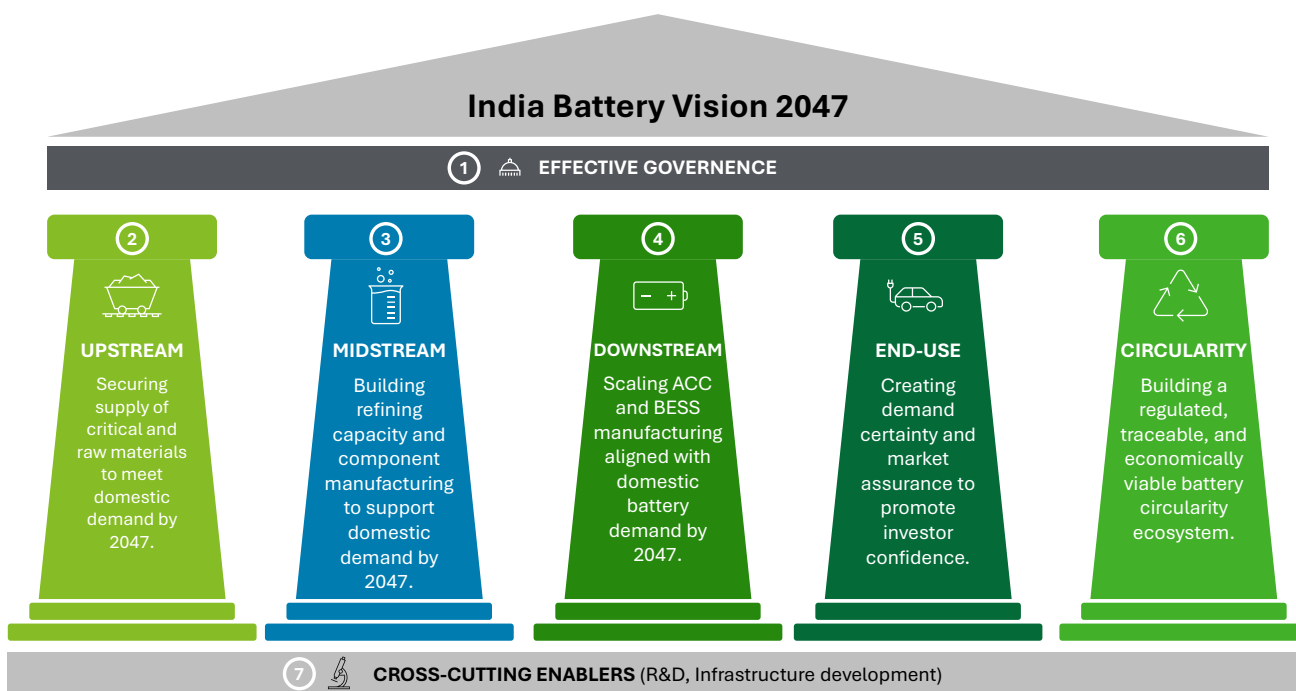 India Battery Vision 2047
1 EFFECTIVE GOVERNENCE
2
UPSTREAM
Securing
supply of
critical and
raw materials
to meet
domestic
demand by
2047.
3
MIDSTREAM
Building
refining
capacity and
component
manufacturing
to support
domestic
demand by
2047.
4
DOWNSTREAM
Scaling ACC
and BESS
manufacturing
aligned with
domestic
battery
demand by
2047.
5
END-USE
Creating
demand
certainty and
market
assurance to
promote
investor
confidence.
6
CIRCULARITY
Building a
regulated,
traceable, and
economically
viable battery
circularity
ecosystem.
7 CROSS-CUTTING ENABLERS (R&D, Infrastructure development)